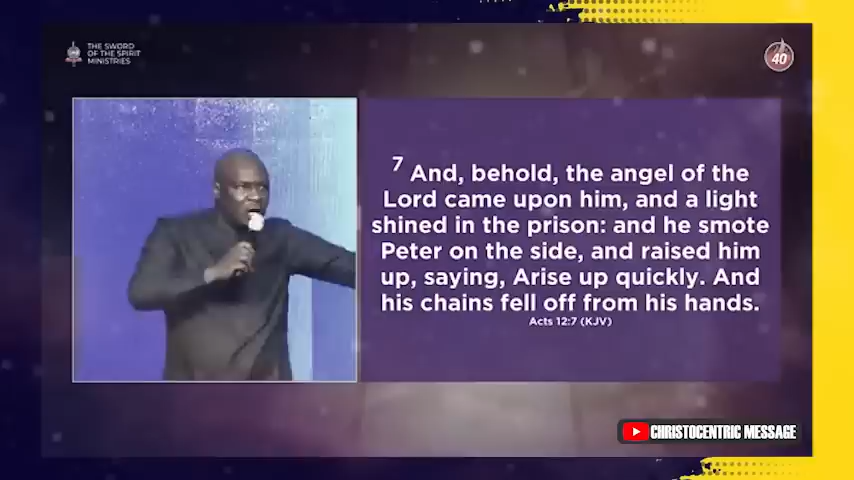 THE SWORD
OF THE SPIRIT
MINISTRIES
40
7 And, behold, the angel of the
Lord came upon him, and a light
shined in the prison: and he smote
Peter on the side, and raised him
up, saying, Arise up quickly. And
his chains fell off from his hands.
Acts 12:7 (KJV)
CHRISTOCENTRIC MESSAGE